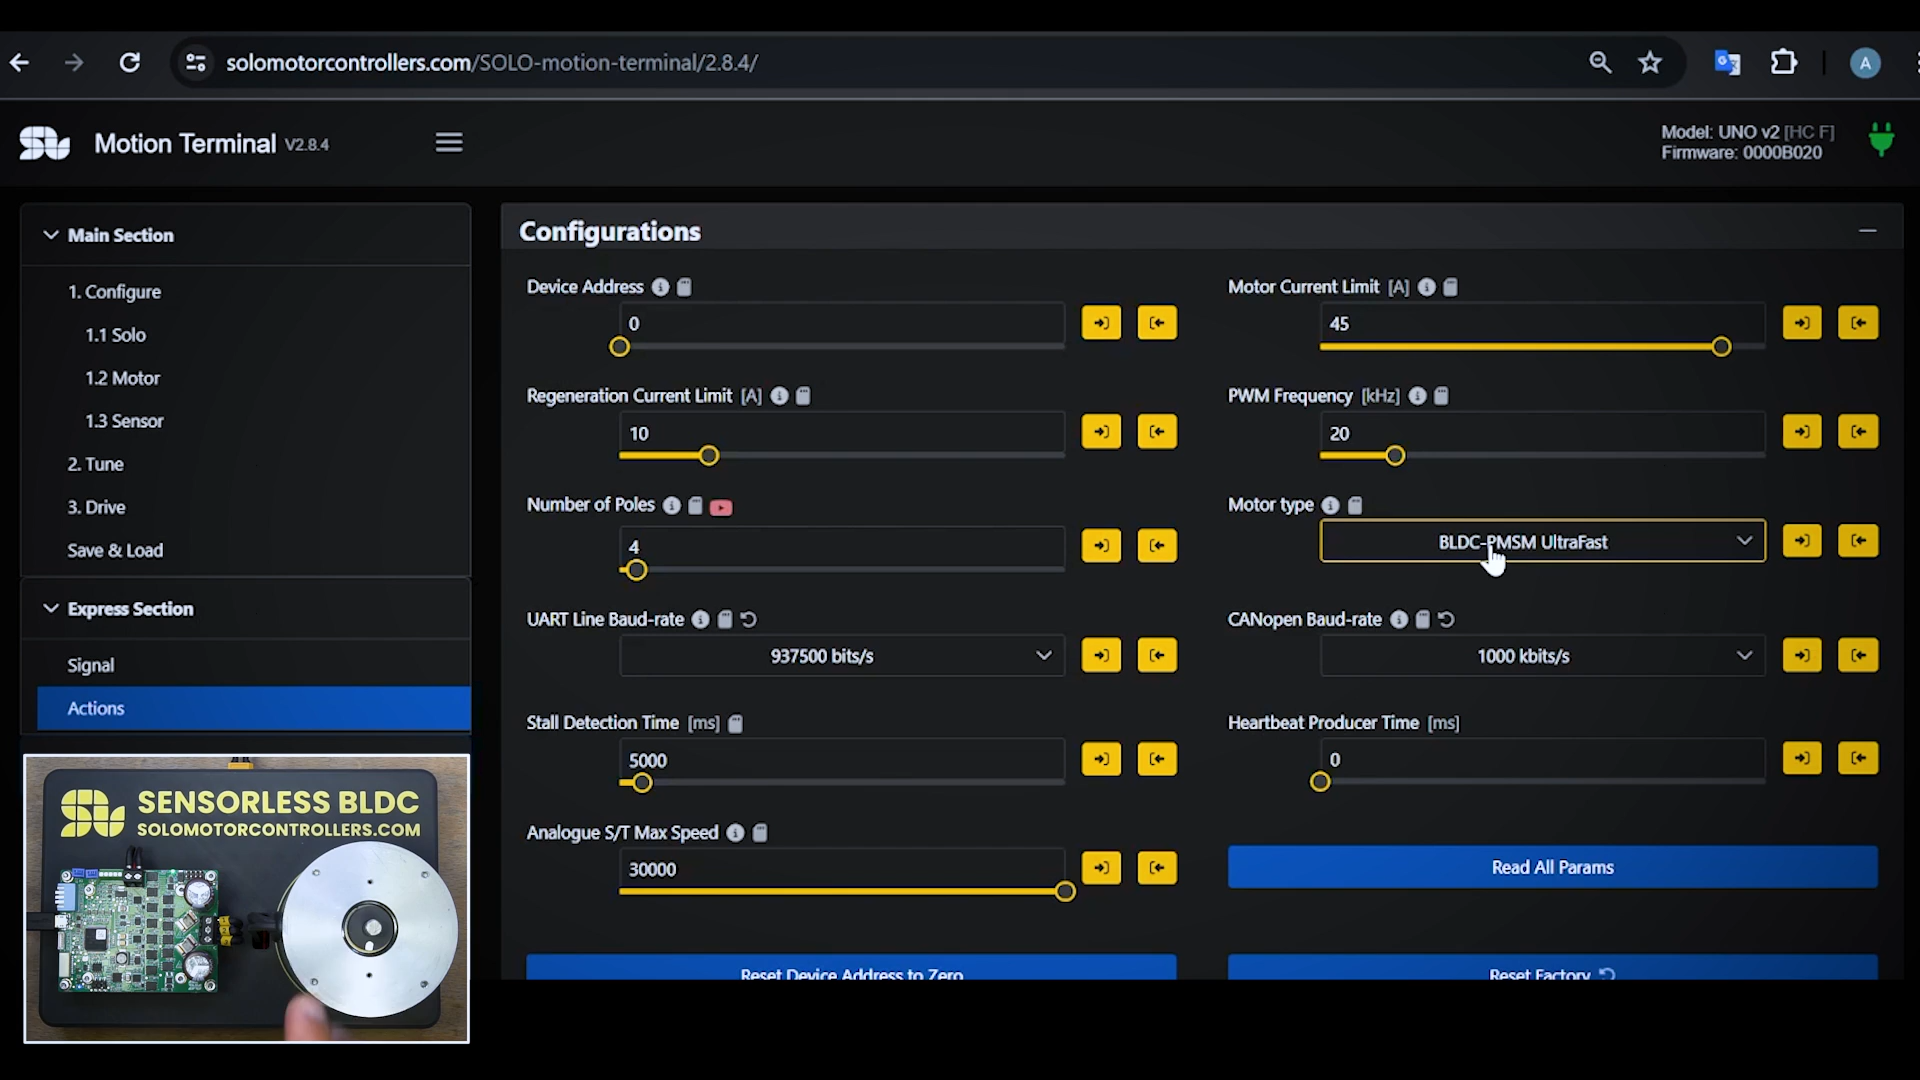 solomotorcontrollers.com/SOLO-motion-terminal/2.8.4/
A
Motion Terminal V2.8.4
Model: UNO v2 [HC F]
Firmware: 0000B020
Main Section
1. Configure
1.1 Solo
1.2 Motor
1.3 Sensor
2. Tune
3. Drive
Save & Load
Express Section
Signal
Actions
SENSORLESS BLDC
SOLOMOTORCONTROLLERS.COM
Configurations
Device Address
0
Motor Current Limit [A]
45
Regeneration Current Limit [A]
10
PWM Frequency [kHz]
20
Number of Poles
4
Motor type
BLDC-PMSM UltraFast
UART Line Baud-rate
937500 bits/s
CANopen Baud-rate
1000 kbits/s
Stall Detection Time [ms]
5000
Heartbeat Producer Time [ms]
0
Analogue S/T Max Speed
30000
Read All Params
Reset Device Address to Zero
Reset Factory